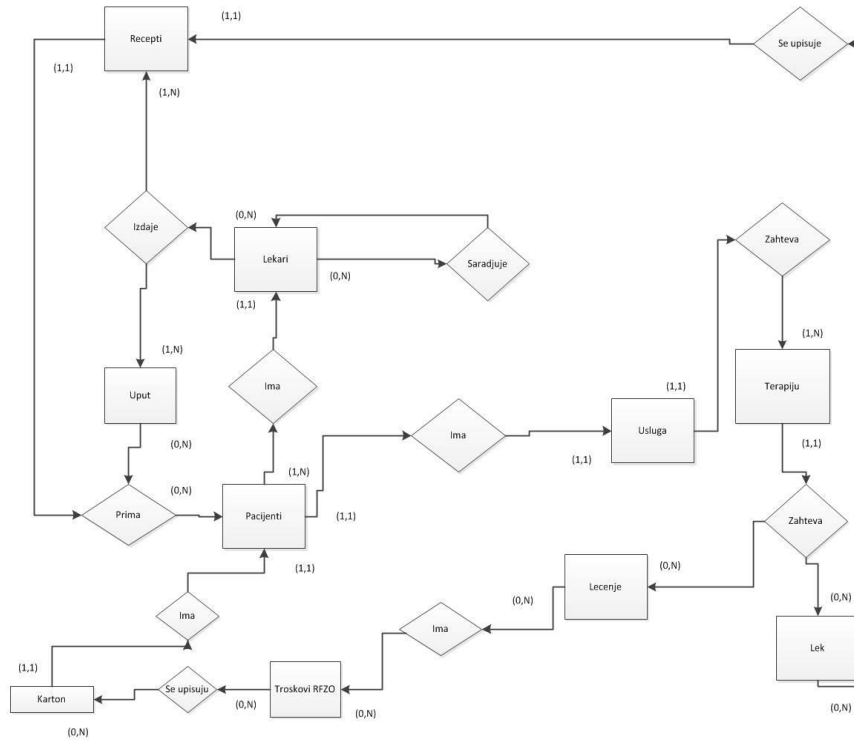 (1,1)
Recepti
Se upisuje
(1,1)
(1,N)
(0,N)
Izdaje
Lekari
Saradjuje
Zahteva
(0,N)
(1,1)
(1,N)
(1,N)
Ima
Terapiju
Uput
(1,1)
Usluga
Ima
(0,N)
(1,1)
(1,1)
(1,N)
(0,N)
Prima
Pacijenti
(1,1)
Zahteva
(1,1)
(0,N)
Lecenje
(0,N)
(0,N)
Ima
Ima
Lek
(1,1)
Se upisuju
Troskovi RFZO
Karton
(0,N)
(0,N)
(0,N)
(0,N)